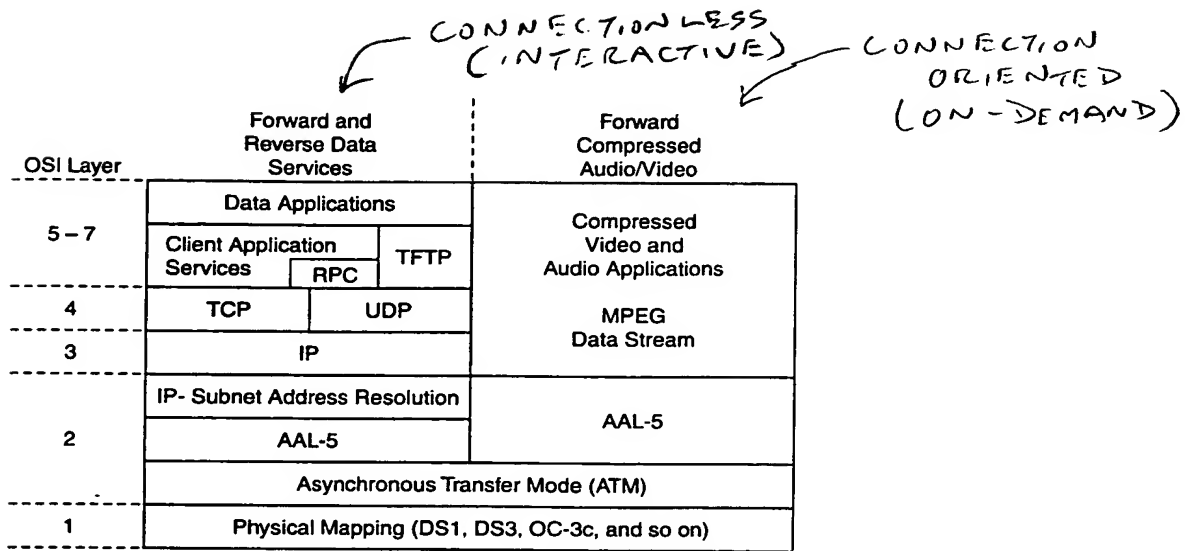 CONNECTIONLESS
(INTERACTIVE)
CONNECTION
ORIENTED
(ON-DEMAND)
Forward and
Reverse Data
Services
Forward
Compressed
Audio/Video
OSI Layer
Data Applications
5 – 7
Client Application
Services
RPC
TFTP
Compressed
Video and
Audio Applications
4
TCP
UDP
MPEG
Data Stream
3
IP
IP- Subnet Address Resolution
2
AAL-5
AAL-5
Asynchronous Transfer Mode (ATM)
1
Physical Mapping (DS1, DS3, OC-3c, and so on)